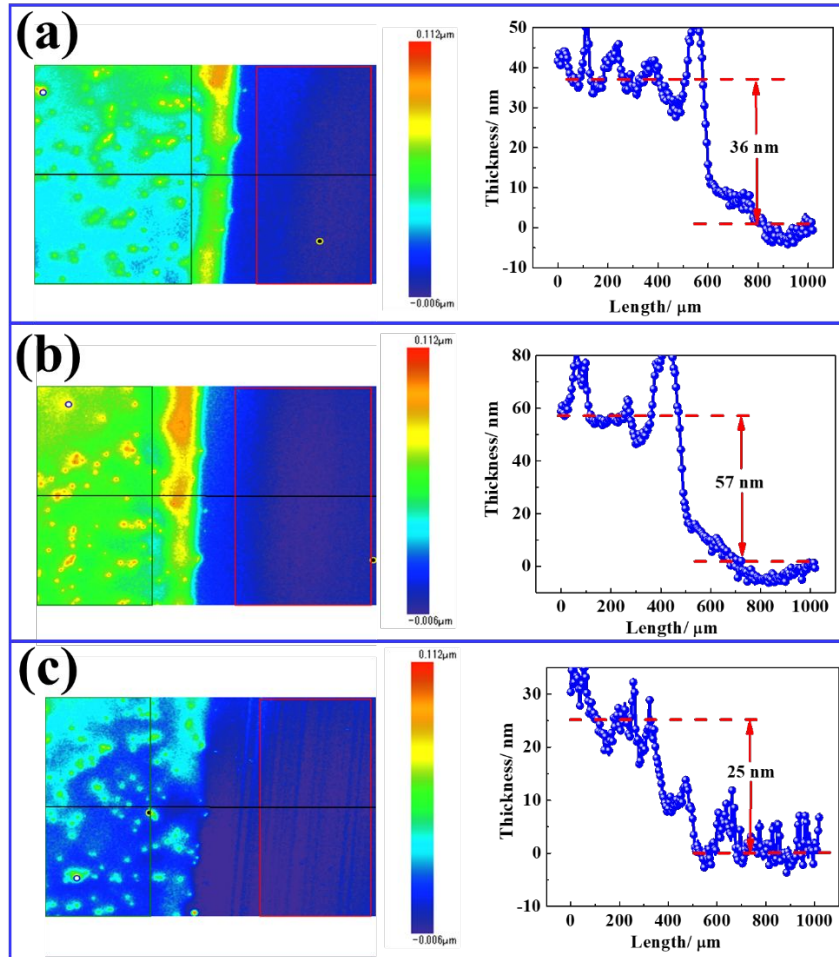 (a)
0.112μm
-0.006μm
Thickness/ nm
50
40
30
20
10
0
-10
36 nm
0 200 400 600 800 1000
Length/ μm
(b)
0.112μm
-0.006μm
Thickness/ nm
80
60
40
20
0
57 nm
0 200 400 600 800 1000
Length/ μm
(c)
0.112μm
-0.006μm
Thickness/ nm
30
20
10
0
25 nm
0 200 400 600 800 1000
Length/ μm